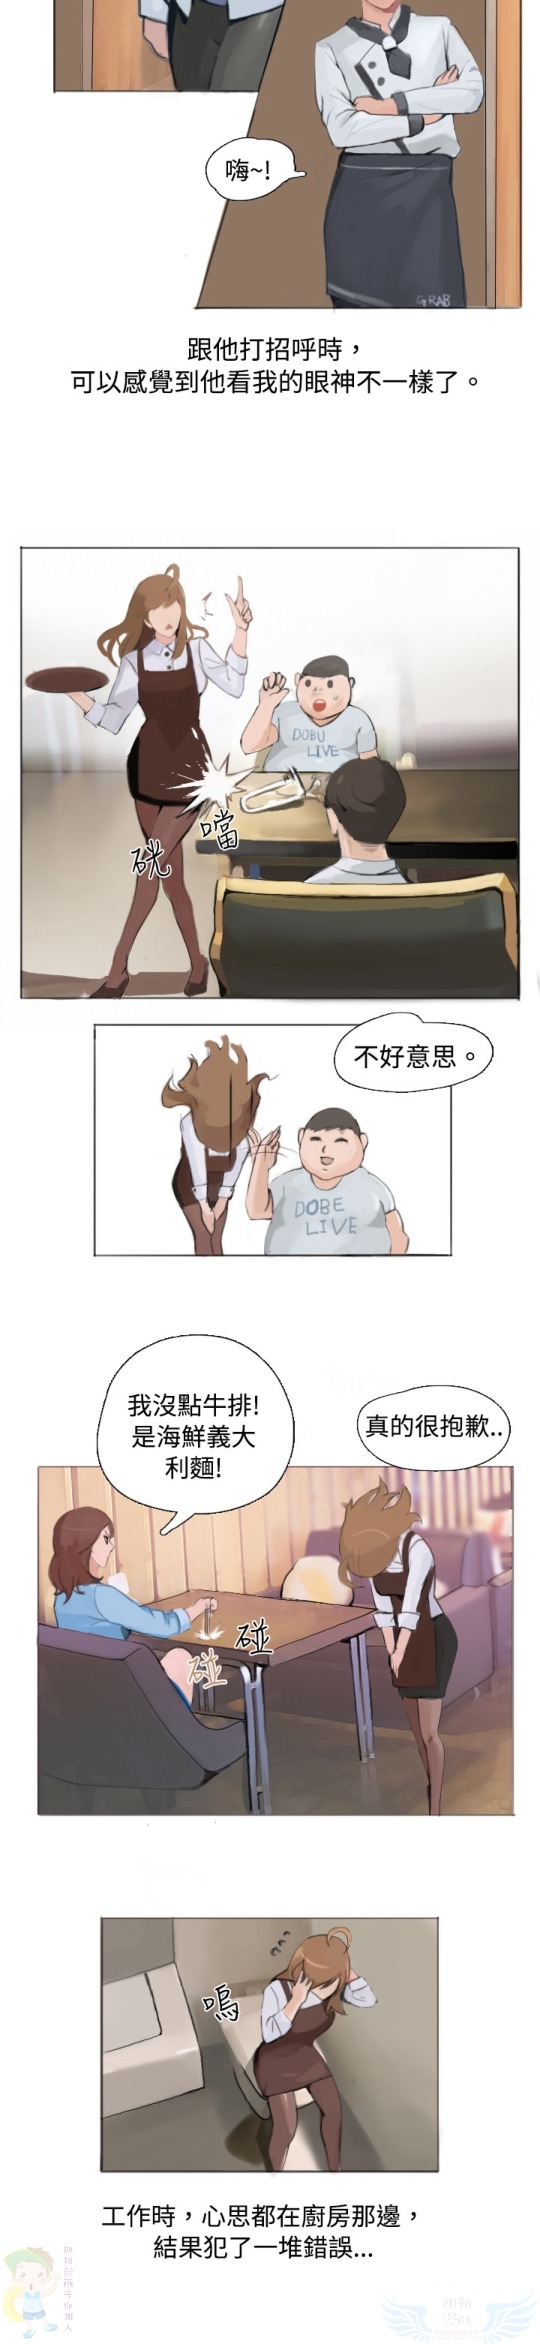 嗨~!
GRAB
跟他打招呼時，
可以感覺到他看我的眼神不一樣了。
DOBU
LIVE
噹
硄
不好意思。
DOBE
LIVE
我沒點牛排!
是海鮮義大
利麵!
真的很抱歉..
碰
碰
嗚
工作時，心思都在廚房那邊，
結果犯了一堆錯誤...